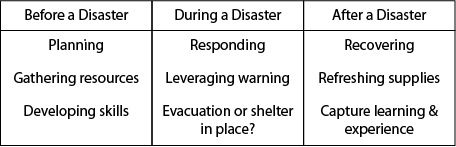 Before a Disaster
During a Disaster
After a Disaster
Planning
Responding
Recovering
Gathering resources
Leveraging warning
Refreshing supplies
Developing skills
Evacuation or shelter
in place?
Capture learning &
experience